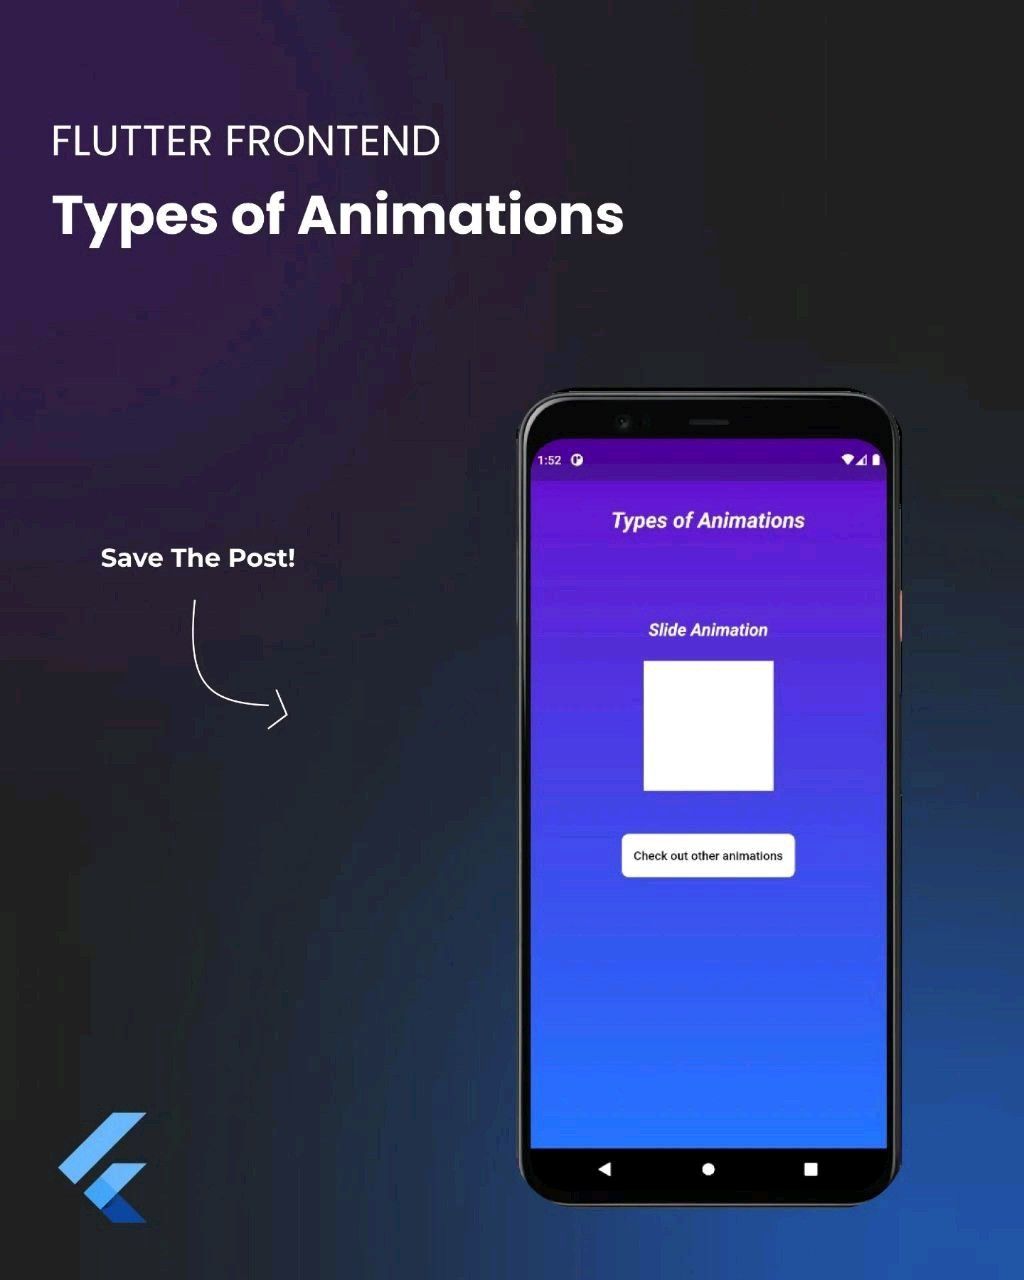 FLUTTER FRONTEND
Types of Animations
Save The Post!
1:52
Types of Animations
Slide Animation
Check out other animations